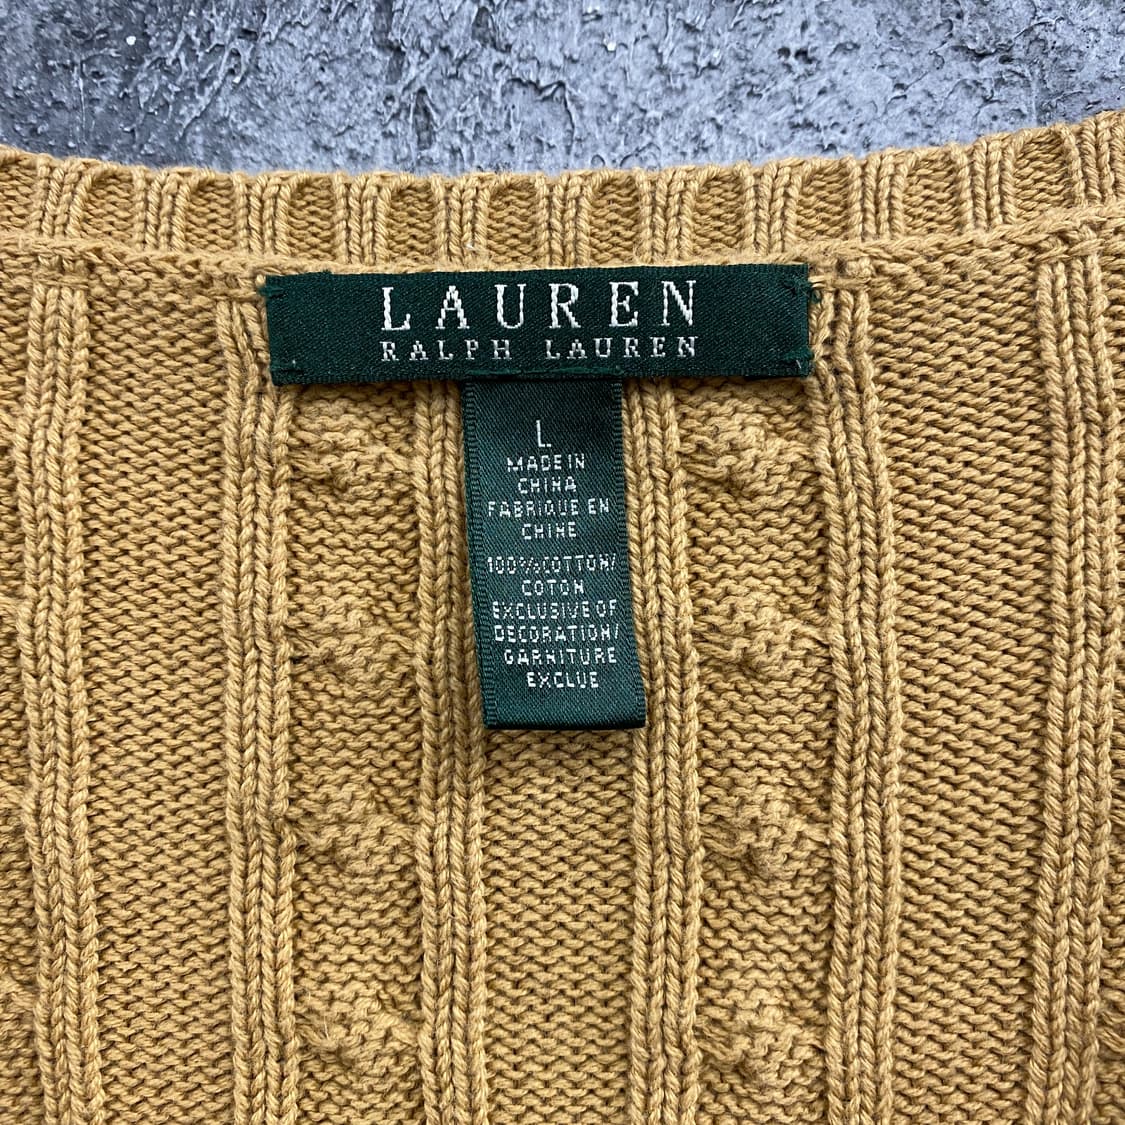 LAUREN
RALPH LAUREN
L
MADE IN
CHINA
FABRIQUE EN
CHINE
100% COTTON/
COTON
EXCLUSIVE OF
DECORATION/
GARNITURE
EXCLUE